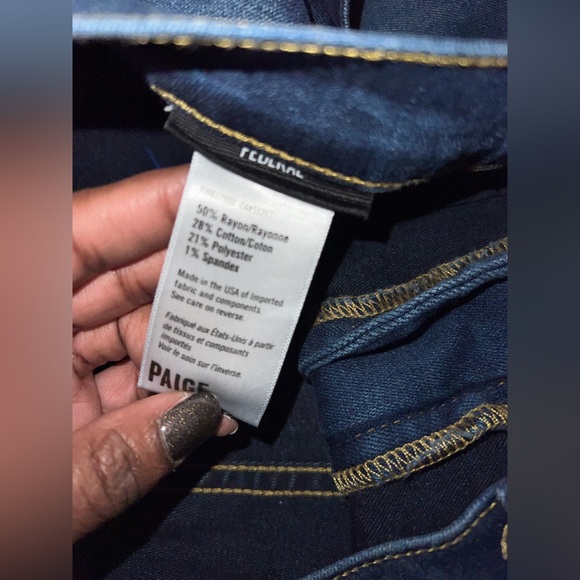 FEDERAL
50% Rayon/Rayonne
28% Cotton/Coton
21% Polyester
1% Spandex
Made in the USA of Imported
fabric and components.
See care on reverse.
Fabriqué aux États-Unis à partir
de tissus et composants
importés
Voir le soin sur l'inverse.
PAIGE